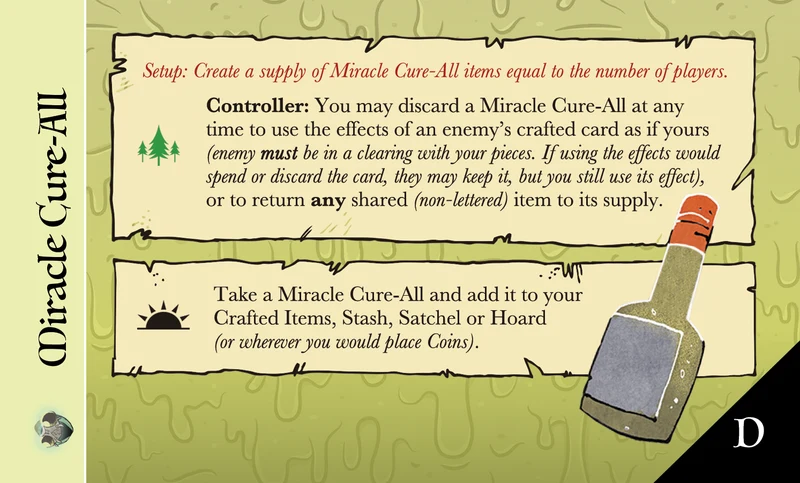 Miracle Cure-All
Setup: Create a supply of Miracle Cure-All items equal to the number of players.
Controller: You may discard a Miracle Cure-All at any
time to use the effects of an enemy's crafted card as if yours
(enemy must be in a clearing with your pieces. If using the effects would
spend or discard the card, they may keep it, but you still use its effect),
or to return any shared (non-lettered) item to its supply.
Take a Miracle Cure-All and add it to your
Crafted Items, Stash, Satchel or Hoard
(or wherever you would place Coins).
D